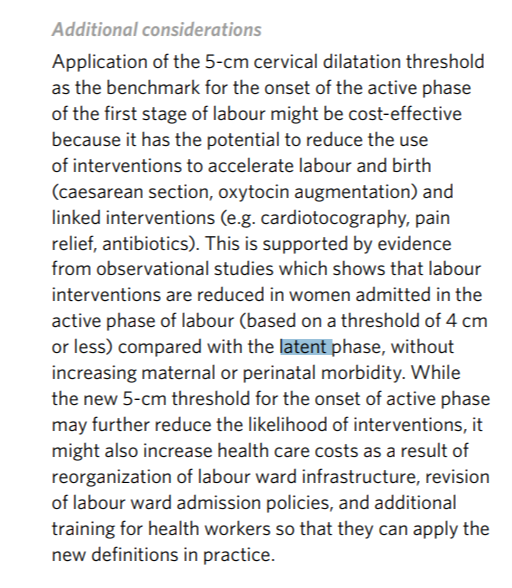 Additional considerations
Application of the 5-cm cervical dilatation threshold
as the benchmark for the onset of the active phase
of the first stage of labour might be cost-effective
because it has the potential to reduce the use
of interventions to accelerate labour and birth
(caesarean section, oxytocin augmentation) and
linked interventions (e.g. cardiotocography, pain
relief, antibiotics). This is supported by evidence
from observational studies which shows that labour
interventions are reduced in women admitted in the
active phase of labour (based on a threshold of 4 cm
or less) compared with the latent phase, without
increasing maternal or perinatal morbidity. While
the new 5-cm threshold for the onset of active phase
may further reduce the likelihood of interventions, it
might also increase health care costs as a result of
reorganization of labour ward infrastructure, revision
of labour ward admission policies, and additional
training for health workers so that they can apply the
new definitions in practice.